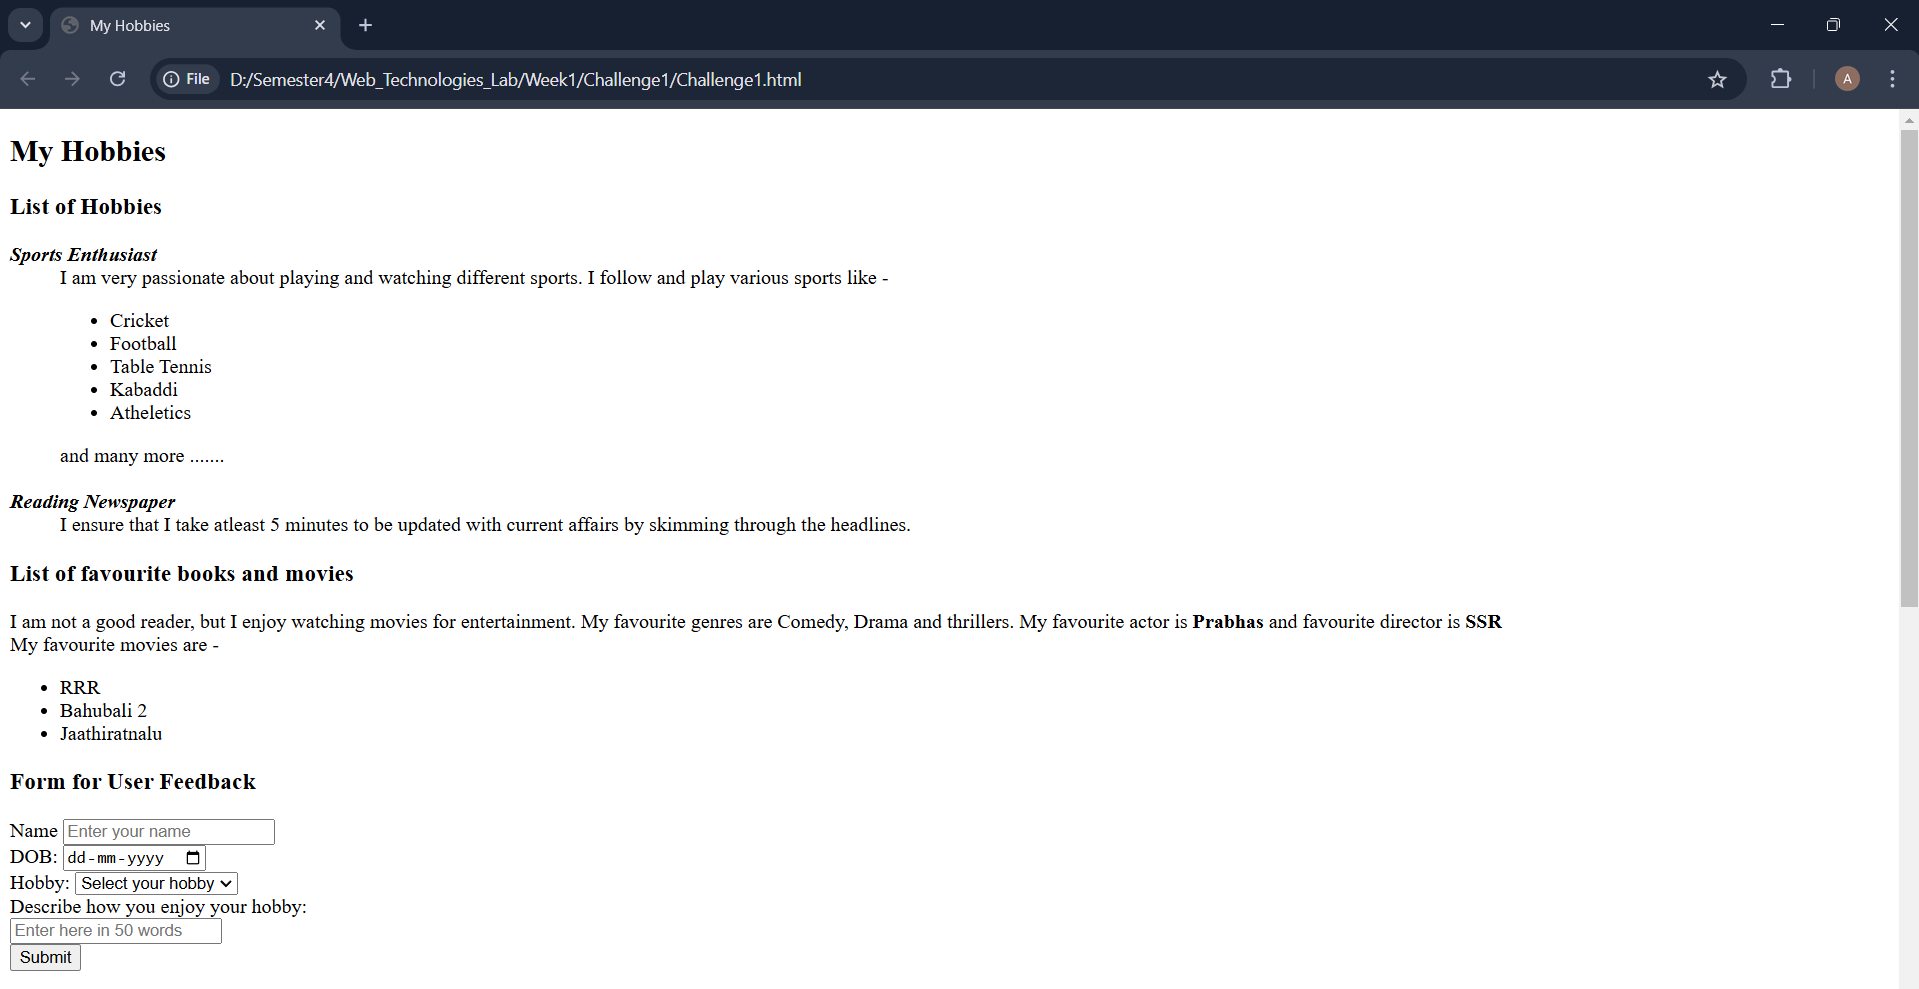 My Hobbies
File D:/Semester4/Web_Technologies_Lab/Week1/Challenge1/Challenge1.html
A
My Hobbies
List of Hobbies
Sports Enthusiast
I am very passionate about playing and watching different sports. I follow and play various sports like -
Cricket
Football
Table Tennis
Kabaddi
Atheletics
and many more .......
Reading Newspaper
I ensure that I take atleast 5 minutes to be updated with current affairs by skimming through the headlines.
List of favourite books and movies
I am not a good reader, but I enjoy watching movies for entertainment. My favourite genres are Comedy, Drama and thrillers. My favourite actor is Prabhas and favourite director is SSR
My favourite movies are -
RRR
Bahubali 2
Jaathiratnalu
Form for User Feedback
Name Enter your name
DOB: dd-mm-yyyy
Hobby: Select your hobby
Describe how you enjoy your hobby:
Enter here in 50 words
Submit